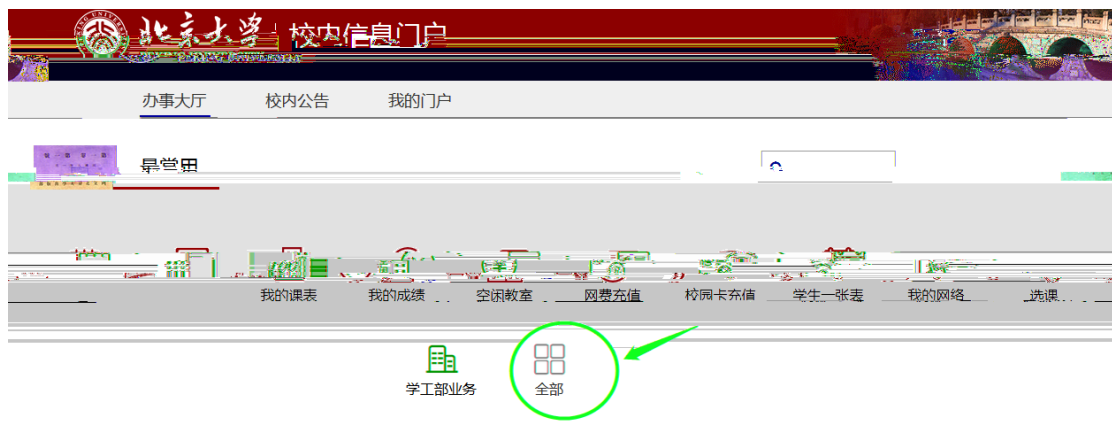 北京大学 校内信息门户
办事大厅 校内公告 我的门户
最常用
我的课表 我的成绩 空闲教室 网费充值 校园卡充值 学生一张表 我的网络 选课
学工部业务 全部